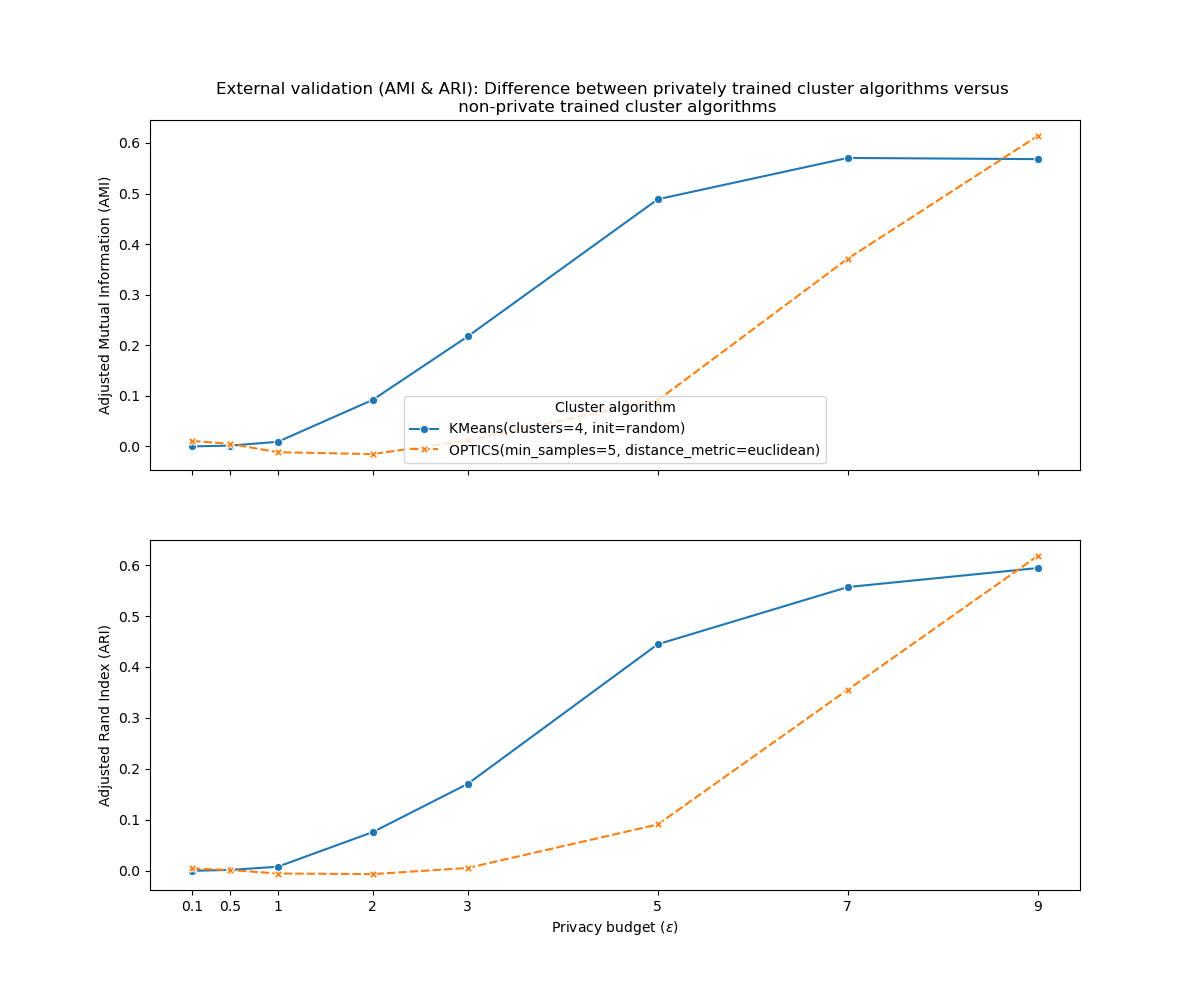 External validation (AMI & ARI): Difference between privately trained cluster algorithms versus
non-private trained cluster algorithms
0.6
0.5
0.4
0.3
0.2
0.1
0.0
Adjusted Mutual Information (AMI)
Cluster algorithm
KMeans(clusters=4, init=random)
OPTICS(min_samples=5, distance_metric=euclidean)
0.6
0.5
0.4
0.3
0.2
0.1
0.0
Adjusted Rand Index (ARI)
0.1 0.5 1 2 3 5 7 9
Privacy budget (ε)